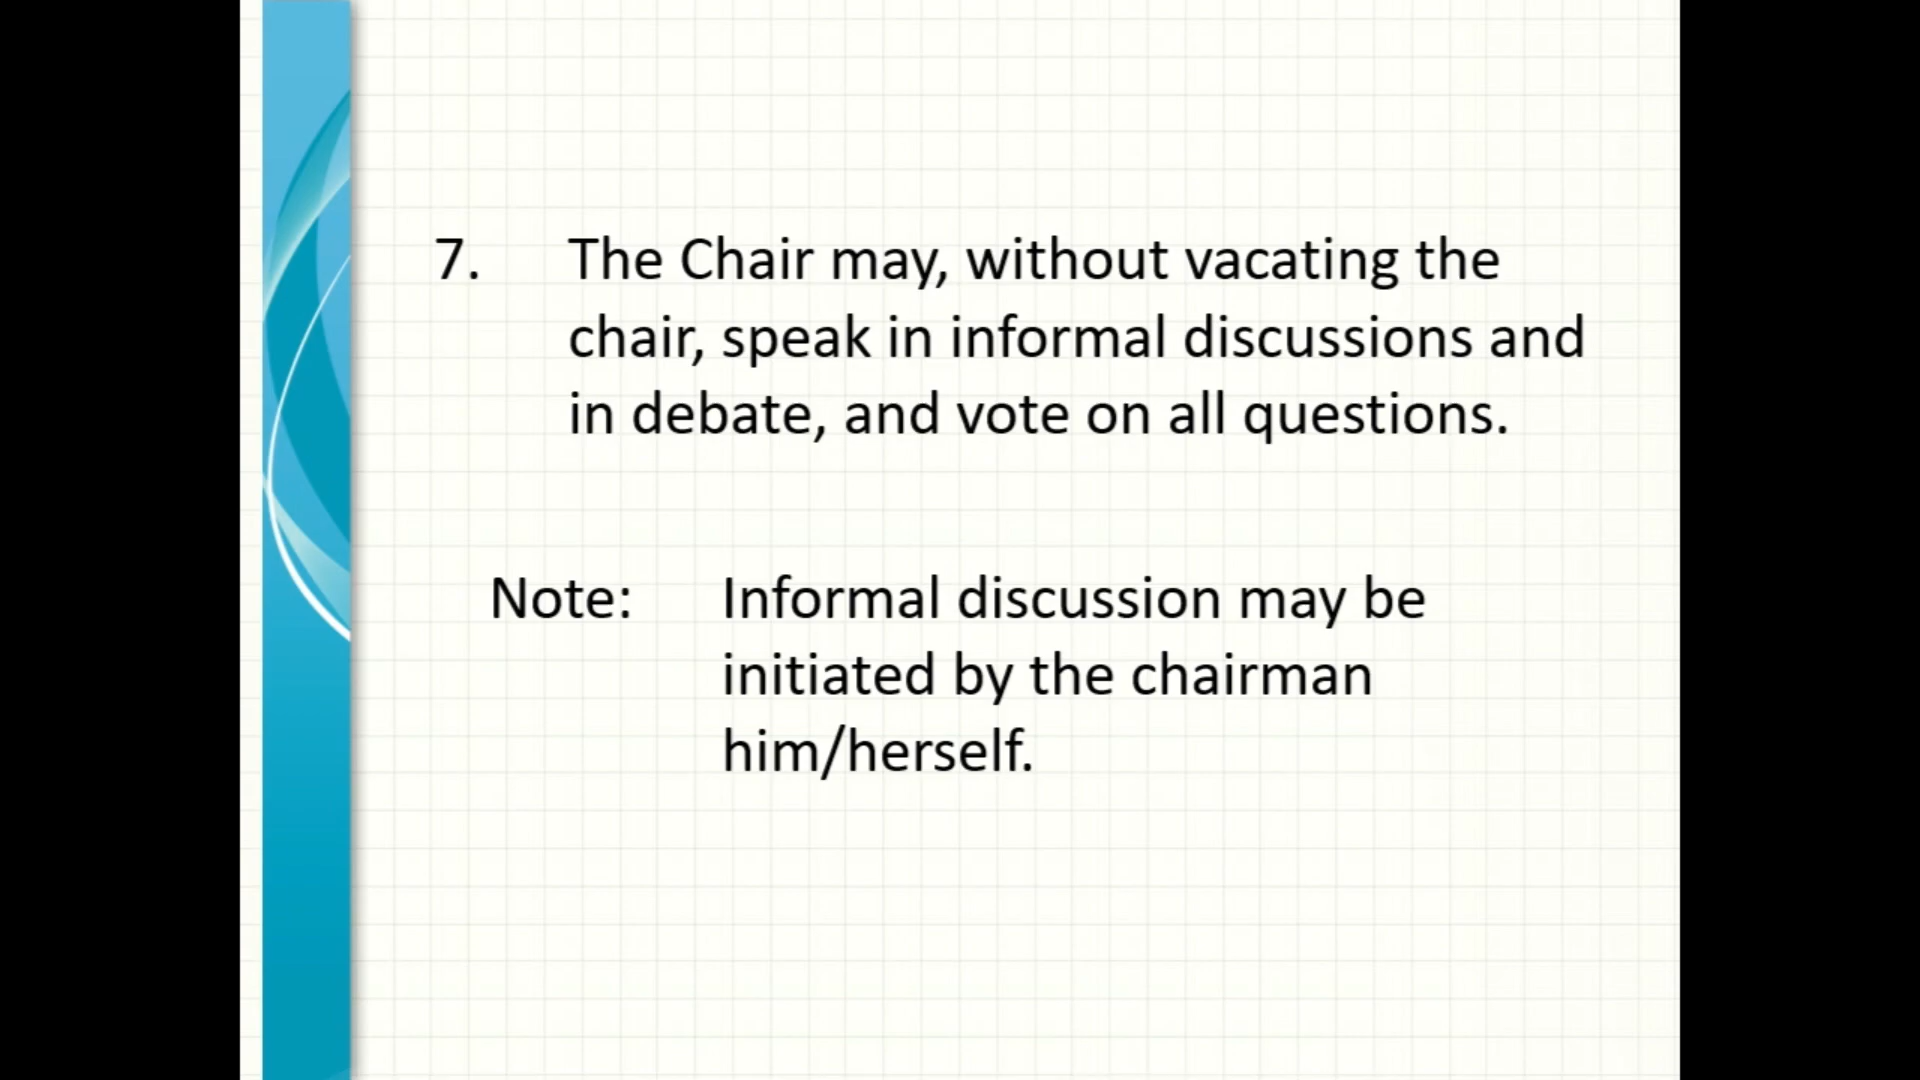 7. The Chair may, without vacating the
chair, speak in informal discussions and
in debate, and vote on all questions.
Note: Informal discussion may be
initiated by the chairman
him/herself.